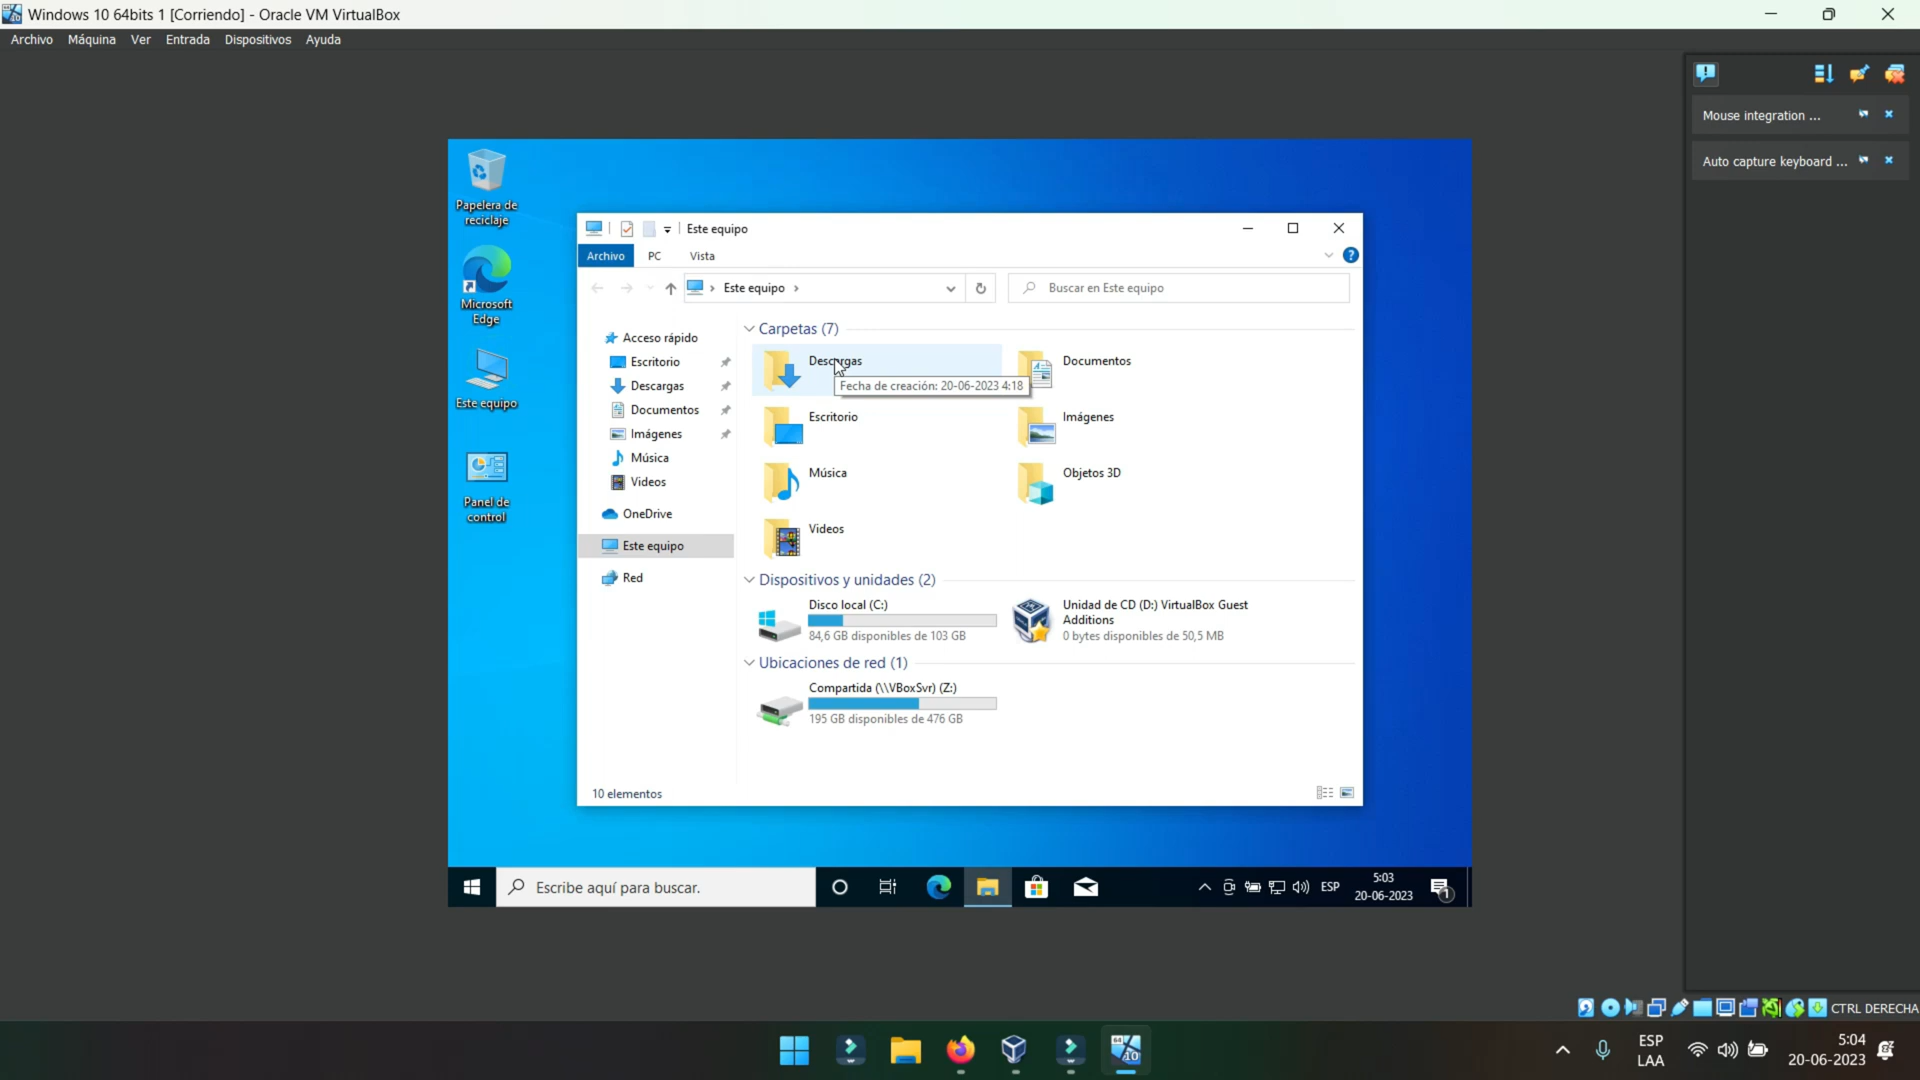 Windows 10 64bits 1 [Corriendo] - Oracle VM VirtualBox
Archivo Máquina Ver Entrada Dispositivos Ayuda
Mouse integration ...
Auto capture keyboard ...
Papelera de
reciclaje
Microsoft
Edge
Este equipo
Panel de
control
Este equipo
Archivo PC Vista
Este equipo
Buscar en Este equipo
Acceso rápido
Escritorio
Descargas
Documentos
Imágenes
Música
Videos
OneDrive
Este equipo
Red
Carpetas (7)
Descargas
Documentos
Fecha de creación: 20-06-2023 4:18
Escritorio
Imágenes
Música
Objetos 3D
Videos
Dispositivos y unidades (2)
Disco local (C:)
84,6 GB disponibles de 103 GB
Unidad de CD (D:) VirtualBox Guest
Additions
0 bytes disponibles de 50,5 MB
Ubicaciones de red (1)
Compartida (\\VBoxSvr) (Z:)
195 GB disponibles de 476 GB
10 elementos
Escribe aquí para buscar.
ESP
5:03
20-06-2023
1
CTRL DERECHA
64
10
ESP
LAA
5:04
20-06-2023